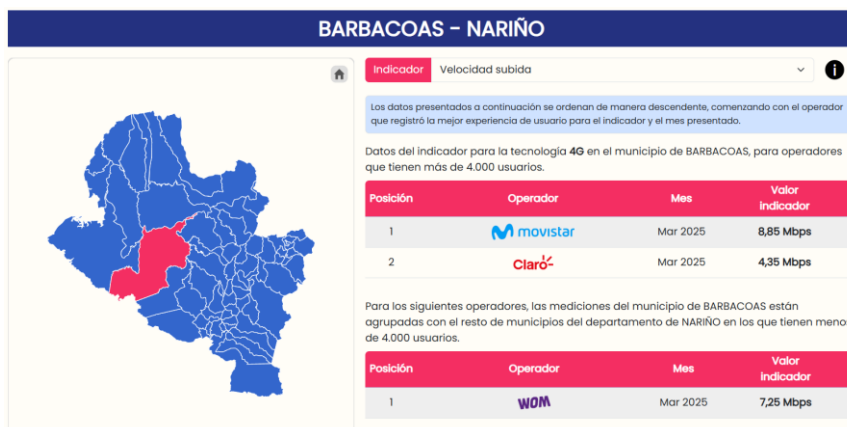 BARBACOAS - NARIÑO
Indicador Velocidad subida
Los datos presentados a continuación se ordenan de manera descendente, comenzando con el operador
que registró la mejor experiencia de usuario para el indicador y el mes presentado.
Datos del indicador para la tecnología 4G en el municipio de BARBACOAS, para operadores
que tienen más de 4.000 usuarios.
Posición Operador Mes Valor indicador
1 movistar Mar 2025 8,85 Mbps
2 Claro Mar 2025 4,35 Mbps
Para los siguientes operadores, las mediciones del municipio de BARBACOAS están
agrupadas con el resto de municipios del departamento de NARIÑO en los que tienen menos
de 4.000 usuarios.
Posición Operador Mes Valor indicador
1 WOM Mar 2025 7,25 Mbps